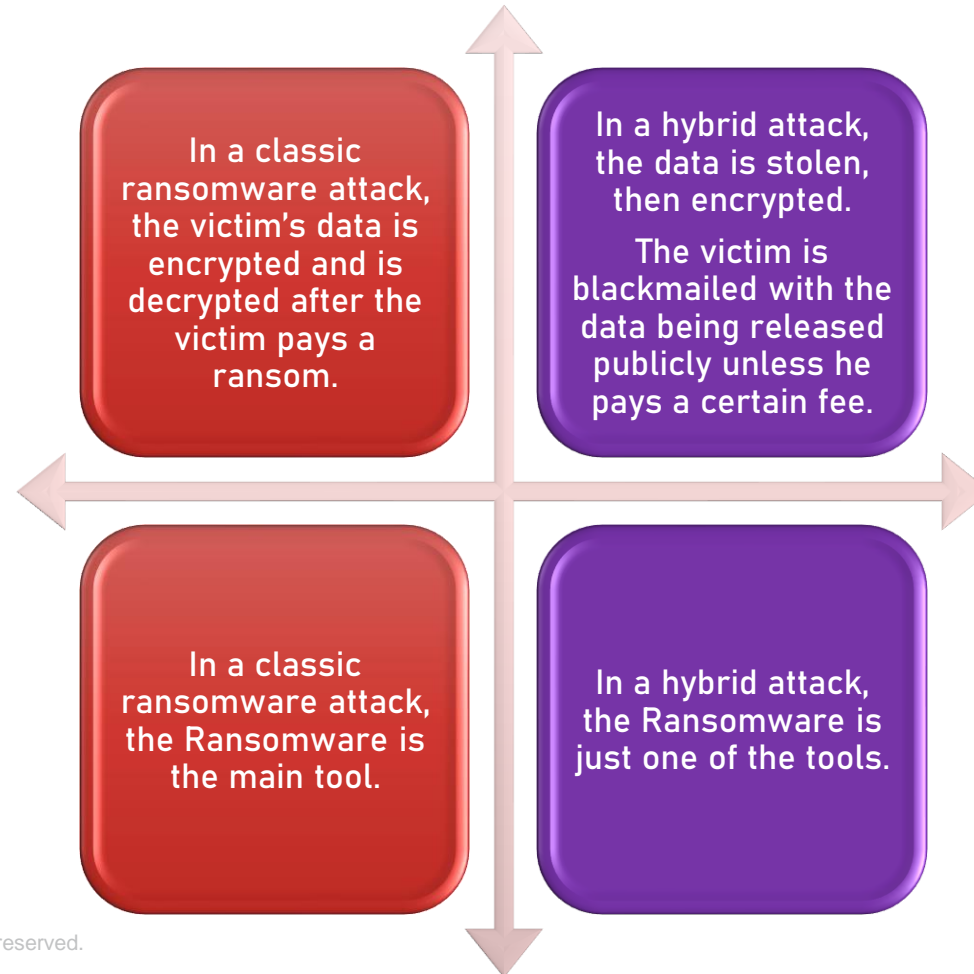 In a classic
ransomware attack,
the victim's data is
encrypted and is
decrypted after the
victim pays a
ransom.
In a hybrid attack,
the data is stolen,
then encrypted.
The victim is
blackmailed with the
data being released
publicly unless he
pays a certain fee.
In a classic
ransomware attack,
the Ransomware is
the main tool.
In a hybrid attack,
the Ransomware is
just one of the tools.
reserved.